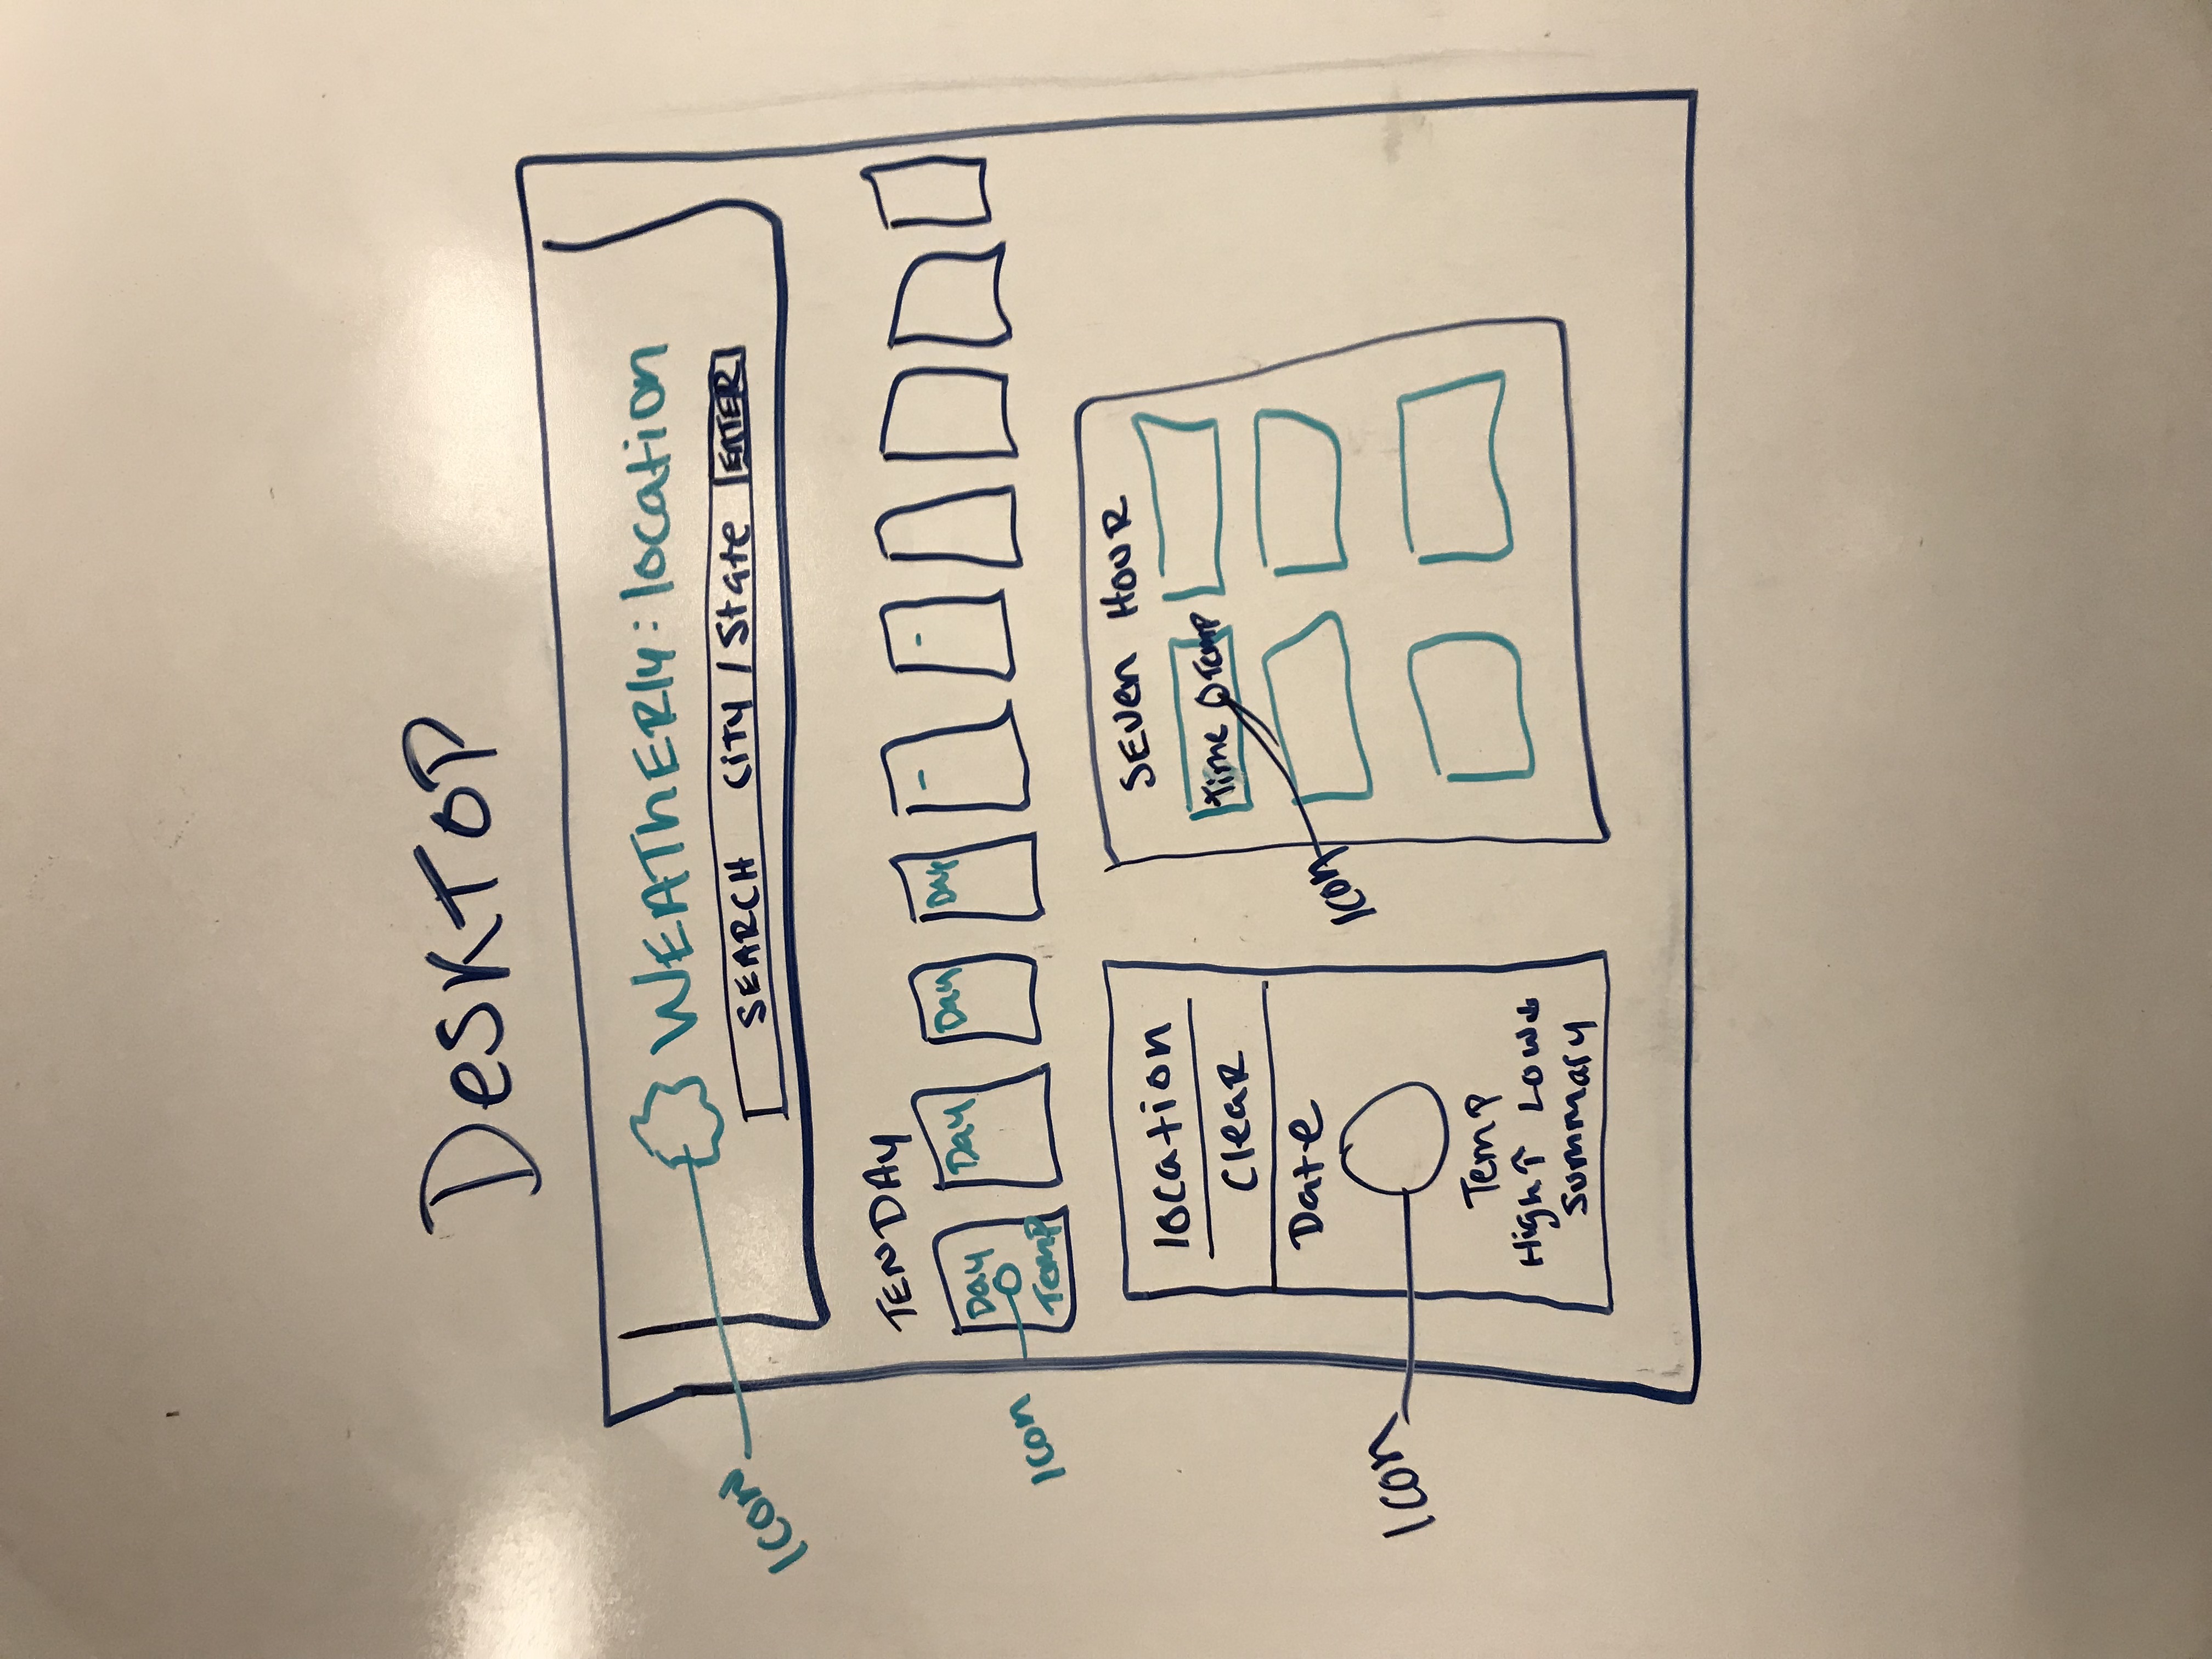 DeSKTOP
WEATHERly: location
Icon
SEARCH CiTy / State ENTER
TEN DAY
Day Day Day Day - -
Icon
Temp
location
Clear
Date
Icon
Temp
High↑ Low↓
Summary
SEVen HOUR
Time Temp
Icon